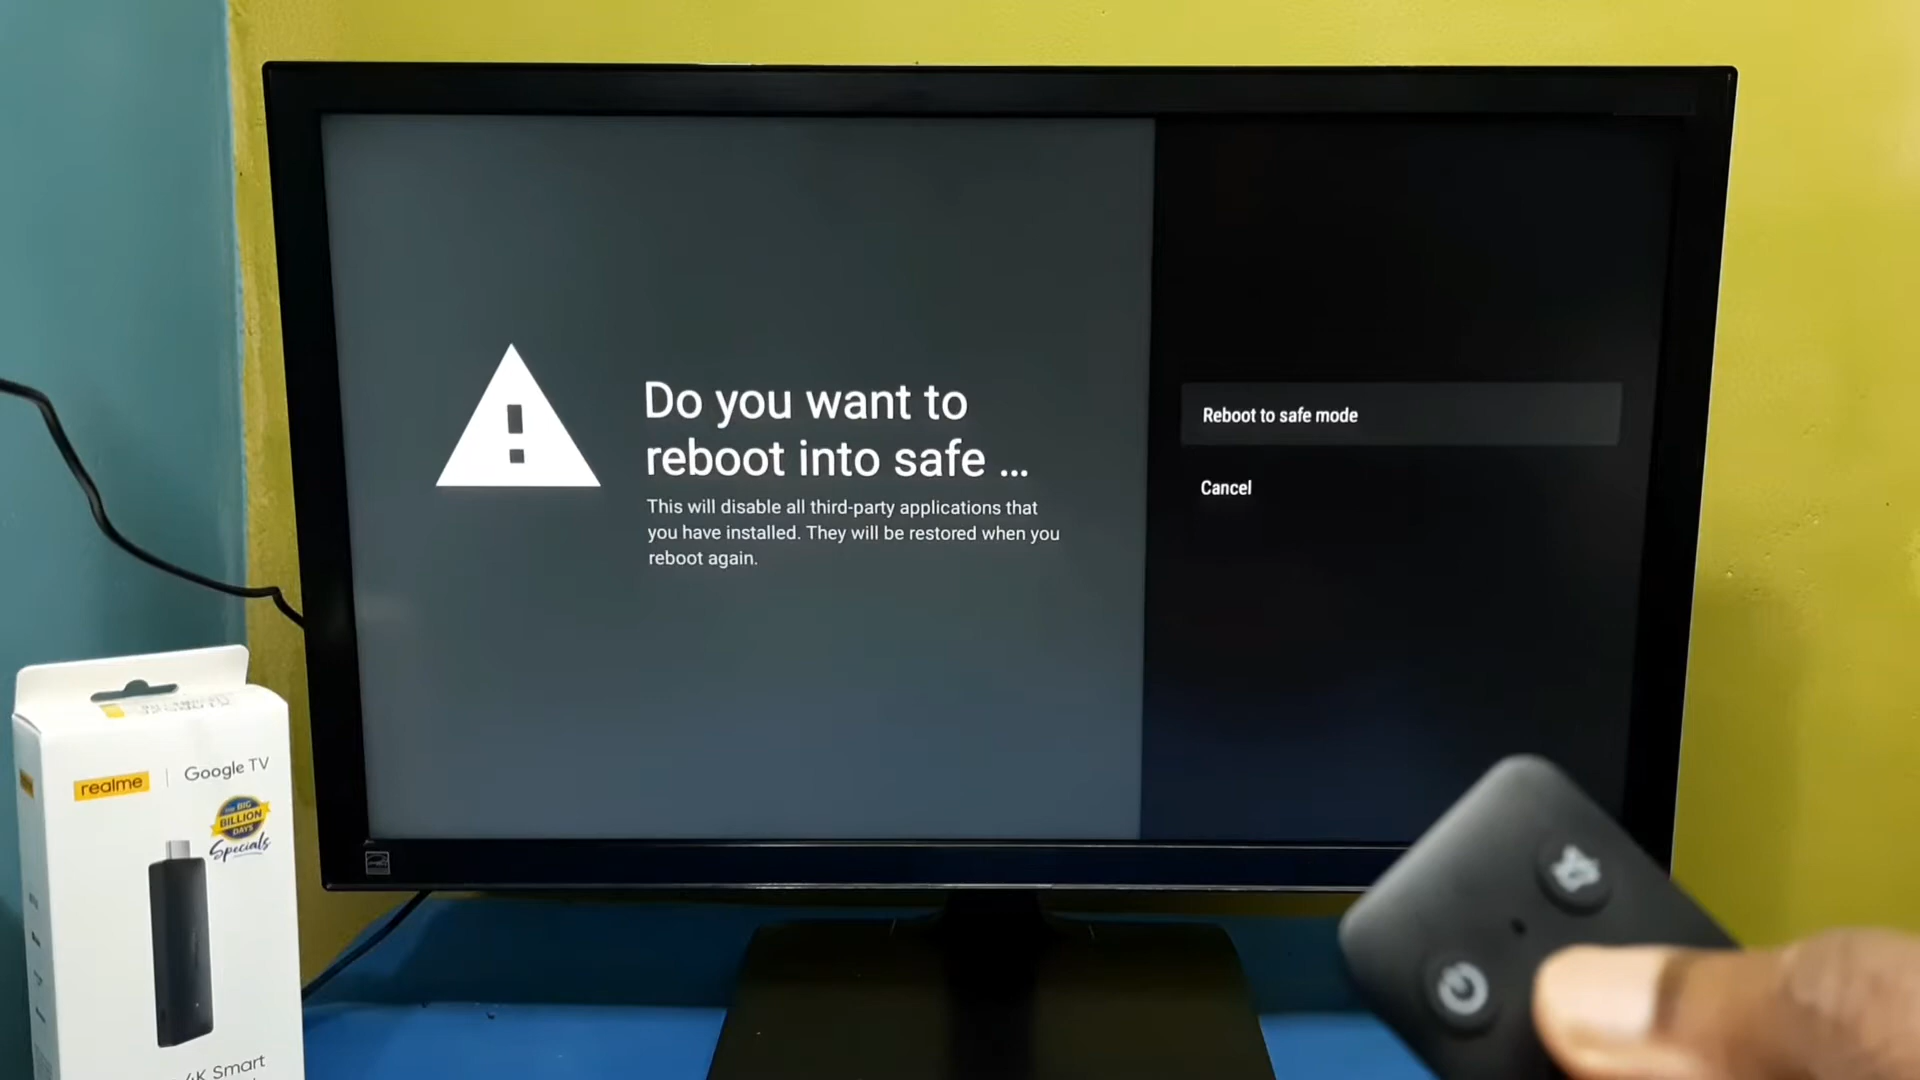 Do you want to
reboot into safe ...
This will disable all third-party applications that
you have installed. They will be restored when you
reboot again.
Reboot to safe mode
Cancel
realme | Google TV
BIG
BILLION
DAYS
Specials
4K Smart